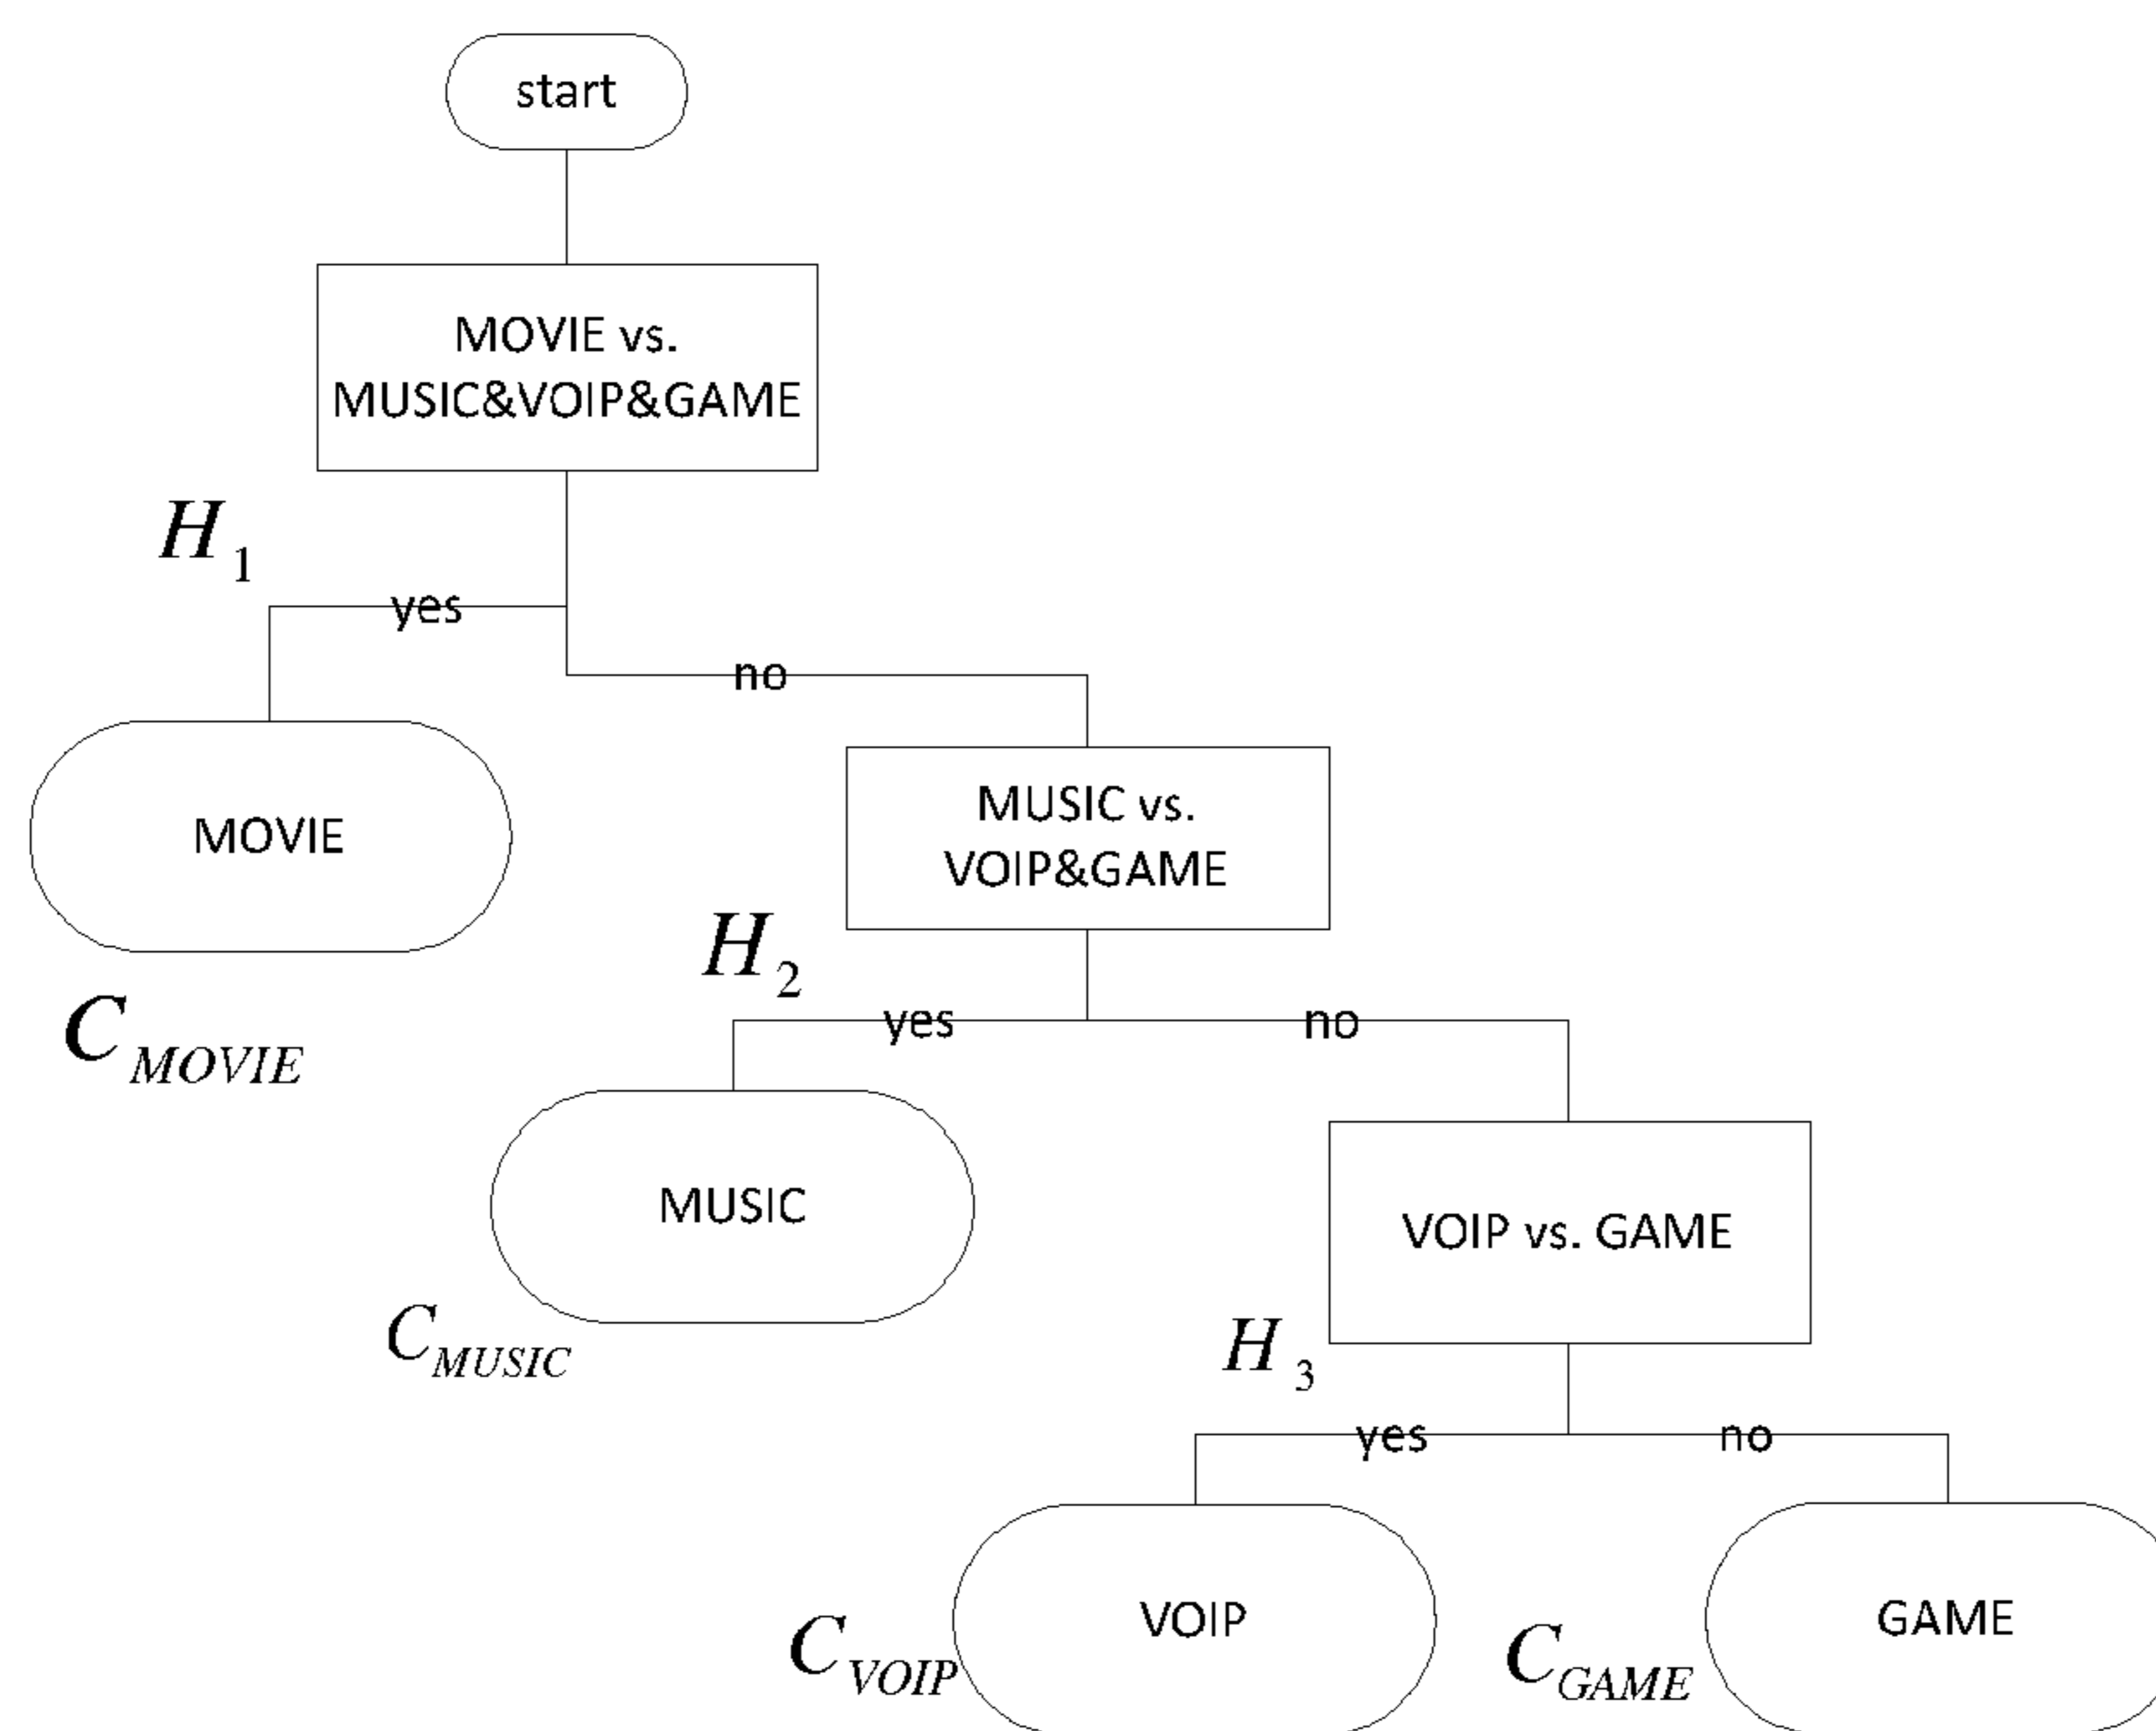 start
MOVIE vs.
MUSIC&VOIP&GAME
H1
yes
no
MOVIE
MUSIC vs.
VOIP&GAME
H2
CMOVIE
yes
no
MUSIC
VOIP vs. GAME
CMUSIC
H3
yes
no
VOIP
GAME
CVOIP
CGAME